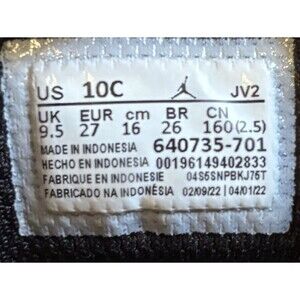 US 10C JV2
UK EUR cm BR CN
9.5 27 16 26 160(2.5)
MADE IN INDONESIA 640735-701
HECHO EN INDONESIA 00196149402833
FABRIQUE EN INDONESIE 04S5SNPBKJ75T
FABRICADO NA INDONÉSIA 02/09/22 04/01/22